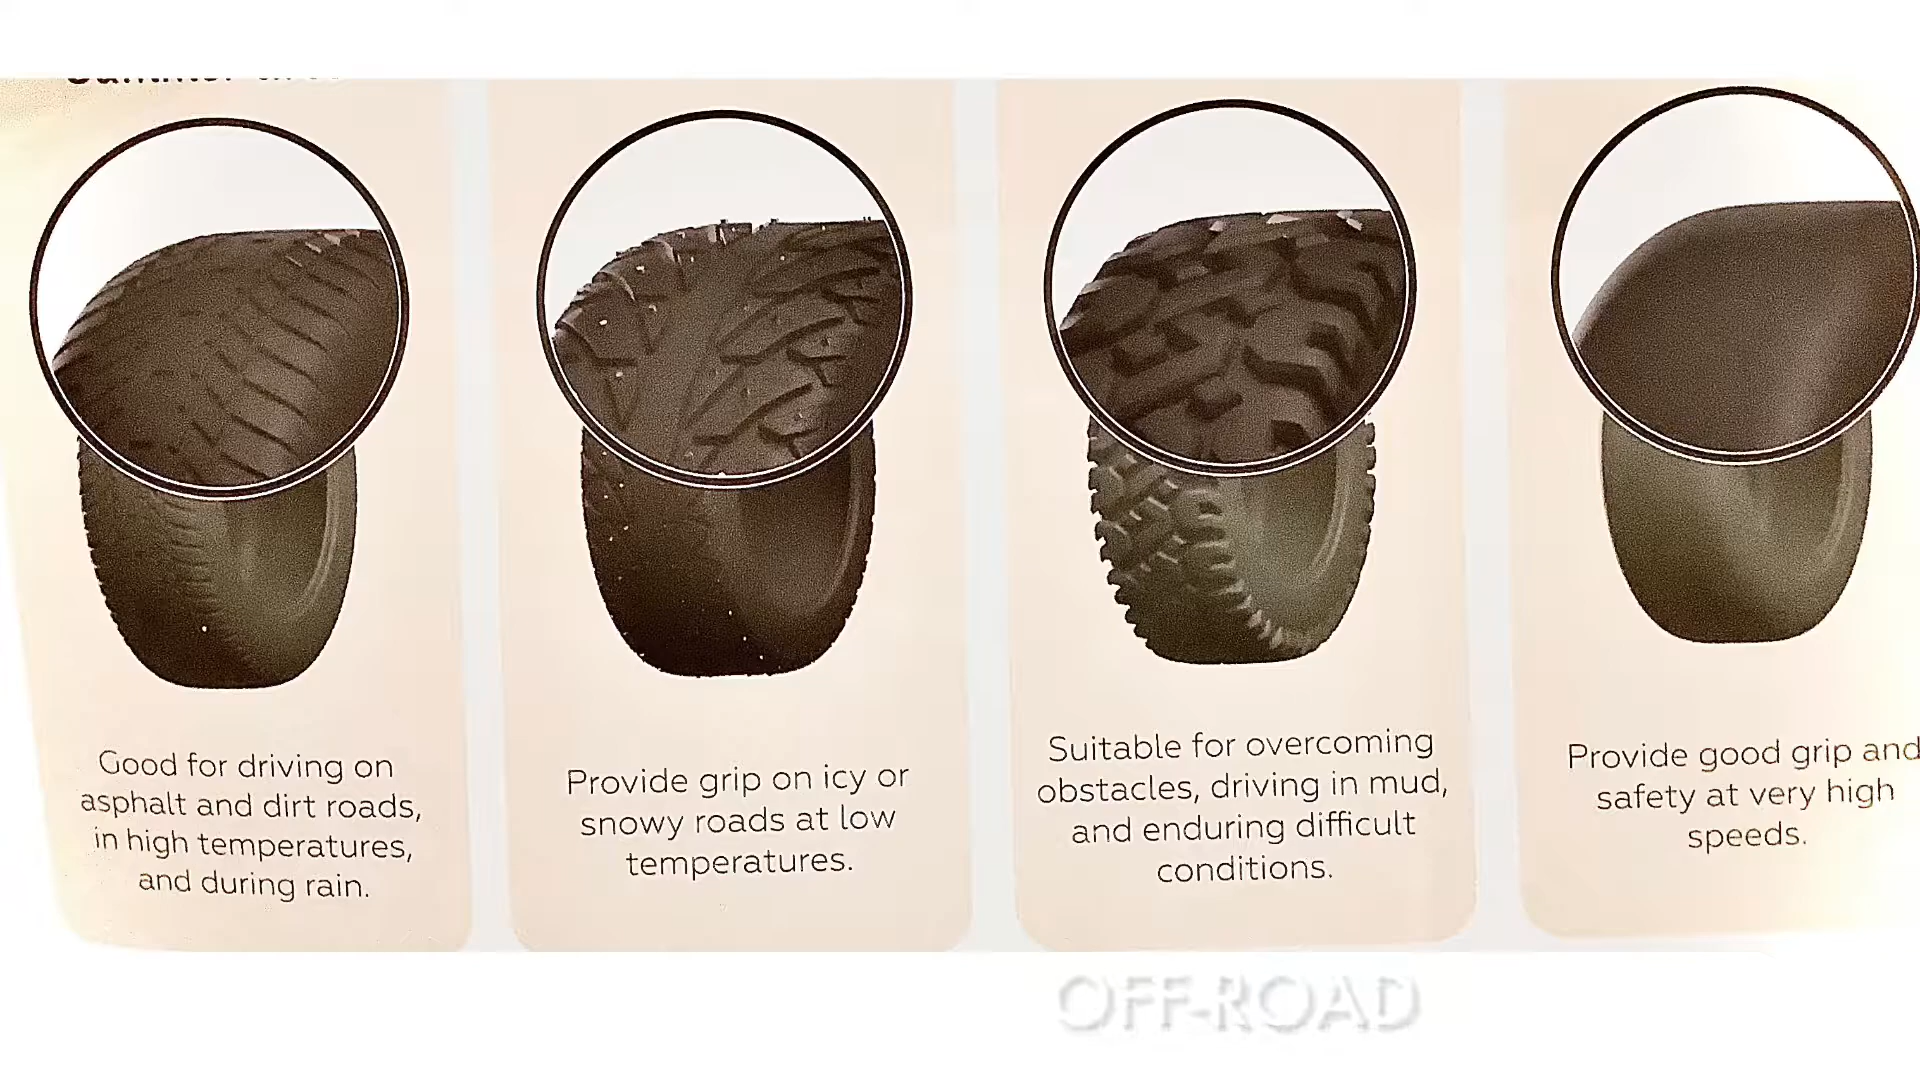 Good for driving on
asphalt and dirt roads,
in high temperatures,
and during rain.
Provide grip on icy or
snowy roads at low
temperatures.
Suitable for overcoming
obstacles, driving in mud,
and enduring difficult
conditions.
Provide good grip and
safety at very high
speeds.
OFF-ROAD